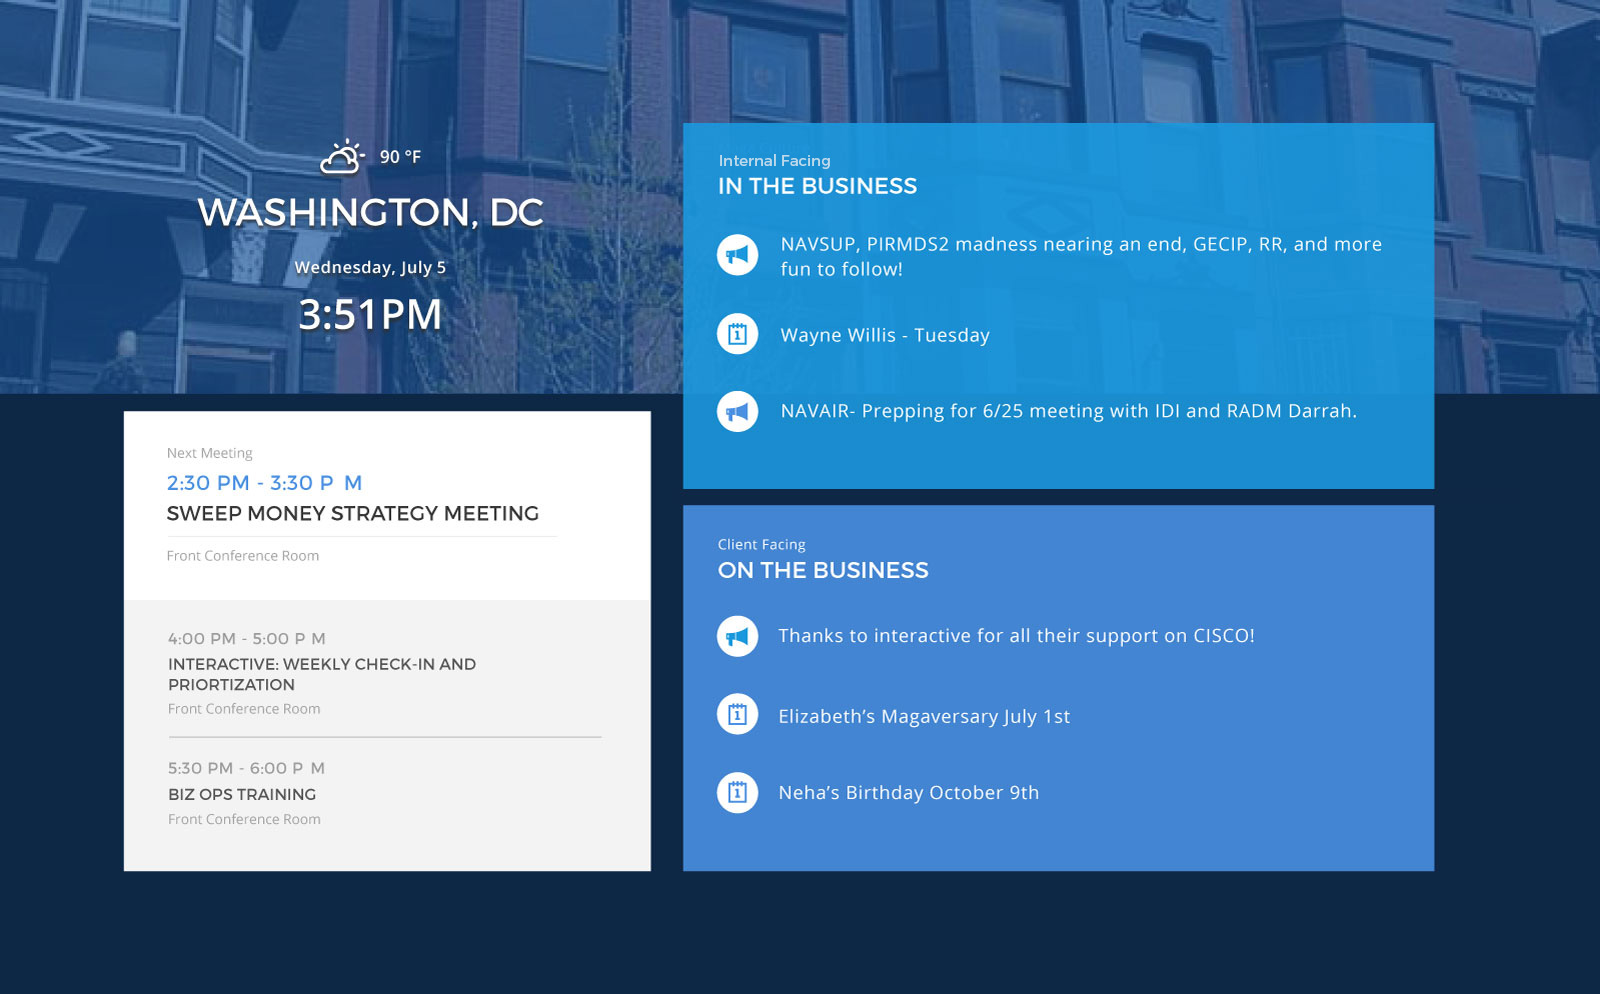 90 °F
WASHINGTON, DC
Wednesday, July 5
3:51PM
Next Meeting
2:30 PM - 3:30 P M
SWEEP MONEY STRATEGY MEETING
Front Conference Room
4:00 PM - 5:00 P M
INTERACTIVE: WEEKLY CHECK-IN AND
PRIORTIZATION
Front Conference Room
5:30 PM - 6:00 P M
BIZ OPS TRAINING
Front Conference Room
Internal Facing
IN THE BUSINESS
NAVSUP, PIRMDS2 madness nearing an end, GECIP, RR, and more
fun to follow!
1
Wayne Willis - Tuesday
NAVAIR- Prepping for 6/25 meeting with IDI and RADM Darrah.
Client Facing
ON THE BUSINESS
Thanks to interactive for all their support on CISCO!
1
Elizabeth’s Magaversary July 1st
1
Neha’s Birthday October 9th